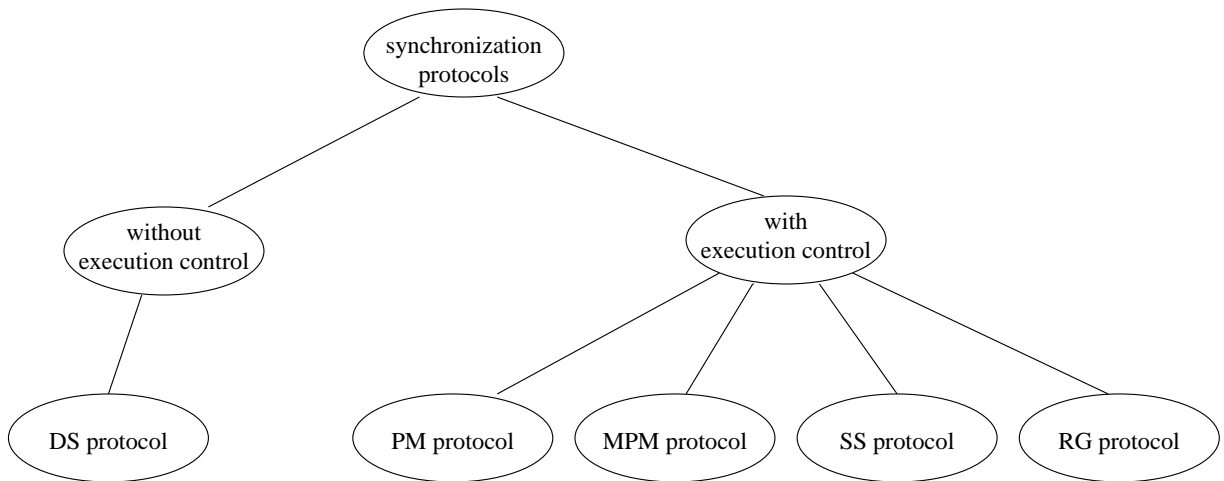 synchronization
protocols
without
execution control
with
execution control
DS protocol
PM protocol
MPM protocol
SS protocol
RG protocol